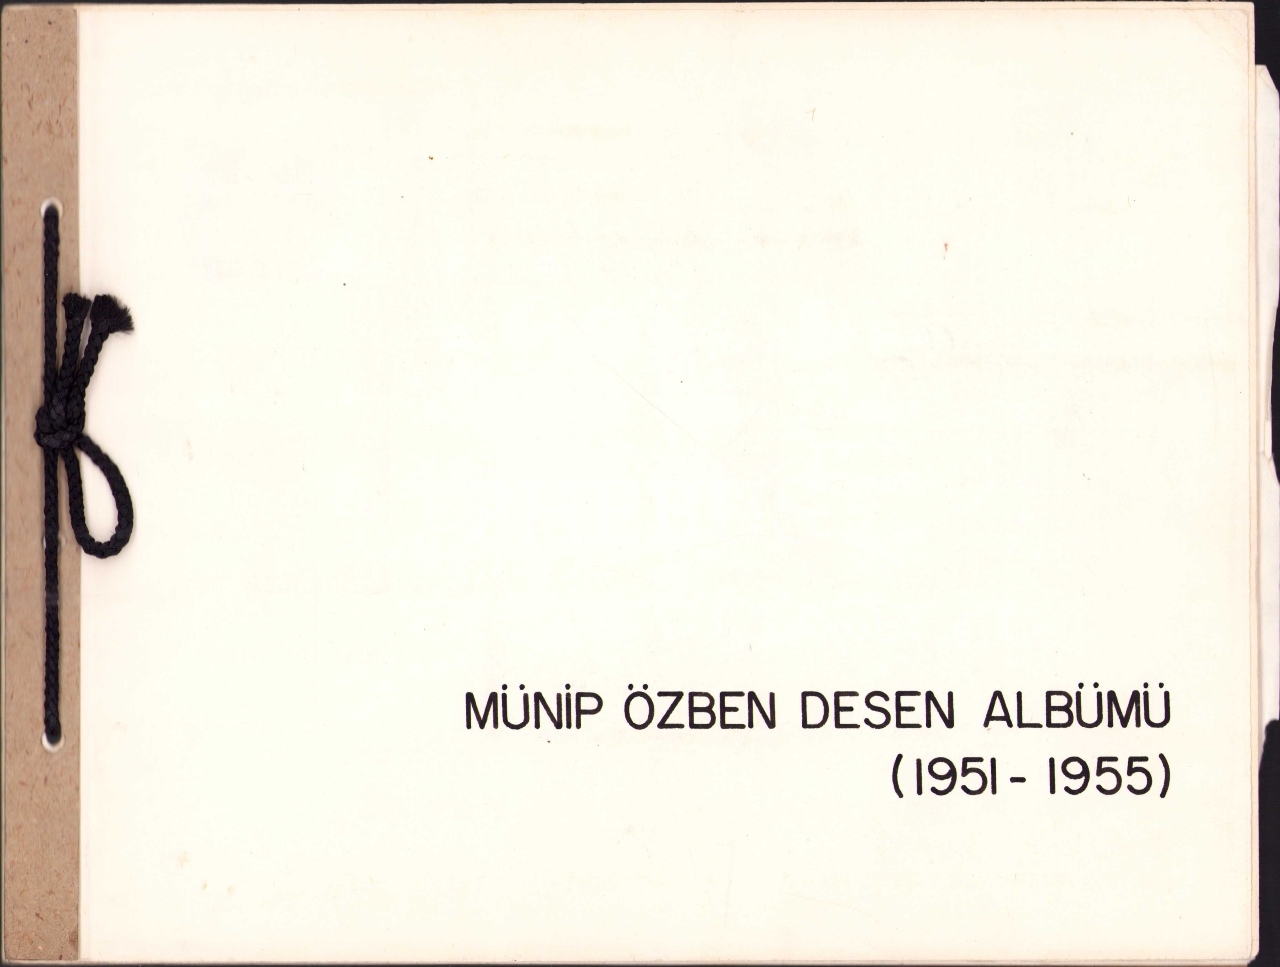 MÜNİP ÖZBEN DESEN ALBÜMÜ
(1951 - 1955)